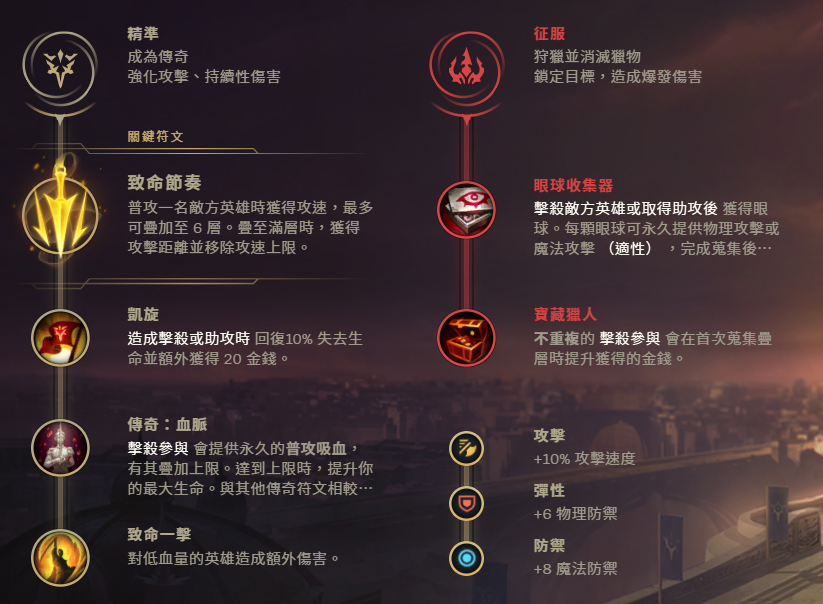 精準
成為傳奇
強化攻擊、持續性傷害
關鍵符文
致命節奏
普攻一名敵方英雄時獲得攻速，最多
可疊加至 6 層。疊至滿層時，獲得
攻擊距離並移除攻速上限。
凱旋
造成擊殺或助攻時 回復10% 失去生
命並額外獲得 20 金錢。
傳奇：血脈
擊殺參與 會提供永久的普攻吸血，
有其疊加上限。達到上限時，提升你
的最大生命。與其他傳奇符文相較⋯
致命一擊
對低血量的英雄造成額外傷害。
征服
狩獵並消滅獵物
鎖定目標，造成爆發傷害
眼球收集器
擊殺敵方英雄或取得助攻後 獲得眼
球。每顆眼球可永久提供物理攻擊或
魔法攻擊 （適性） ，完成蒐集後⋯
寶藏獵人
不重複的 擊殺參與 會在首次蒐集疊
層時提升獲得的金錢。
攻擊
+10% 攻擊速度
彈性
+6 物理防禦
防禦
+8 魔法防禦